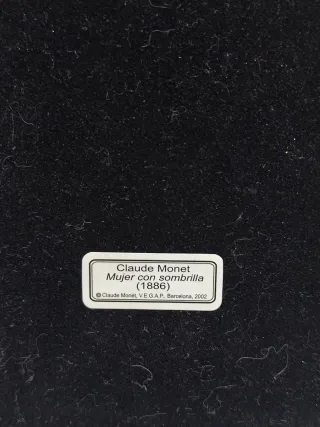 Claude Monet
Mujer con sombrilla
(1886)
© Claude Monet, V.E.G.A.P., Barcelona, 2002